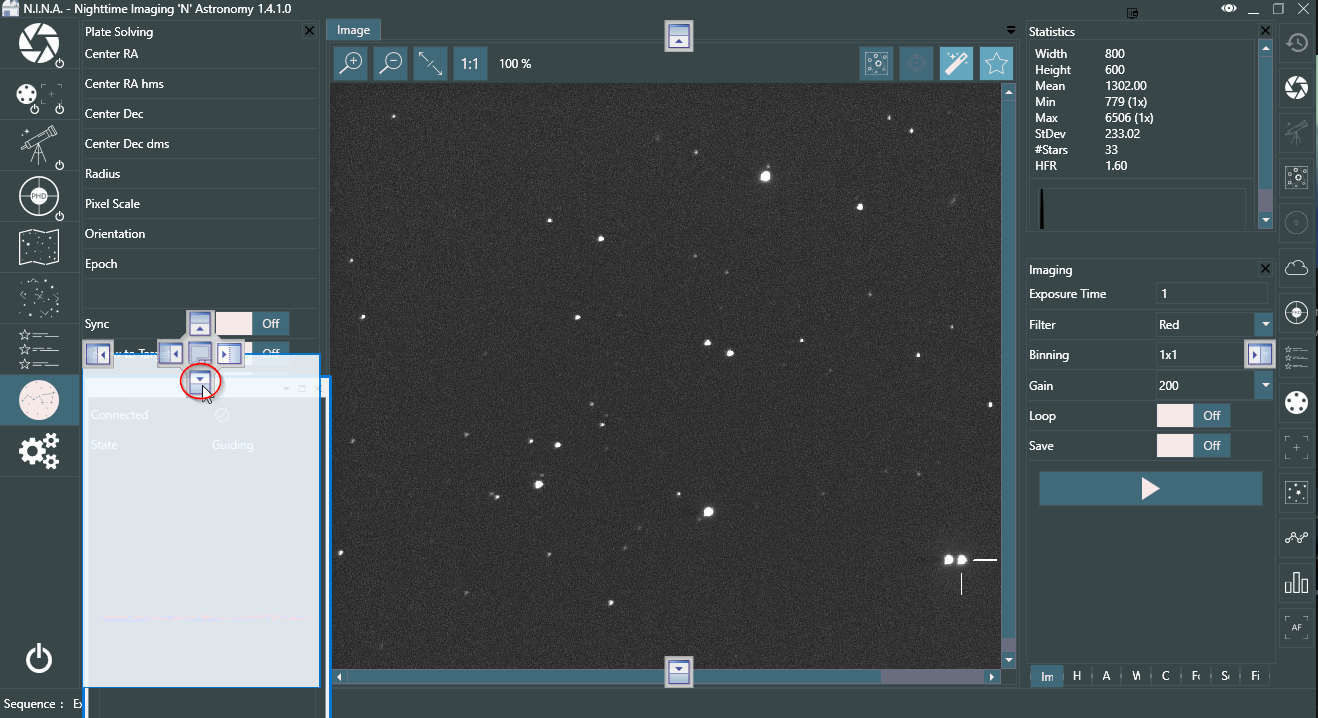 N.I.N.A. - Nighttime Imaging 'N' Astronomy 1.4.1.0
Plate Solving
Center RA
Center RA hms
Center Dec
Center Dec dms
Radius
Pixel Scale
Orientation
Epoch
Sync
Off
Off
Connected
State
Guiding
PHD
Sequence :
Image
1:1
100 %
Statistics
Width 800
Height 600
Mean 1302.00
Min 779 (1x)
Max 6506 (1x)
StDev 233.02
#Stars 33
HFR 1.60
Imaging
Exposure Time 1
Filter Red
Binning 1x1
Gain 200
Loop Off
Save Off
Im H A W C Fo Fi
AF